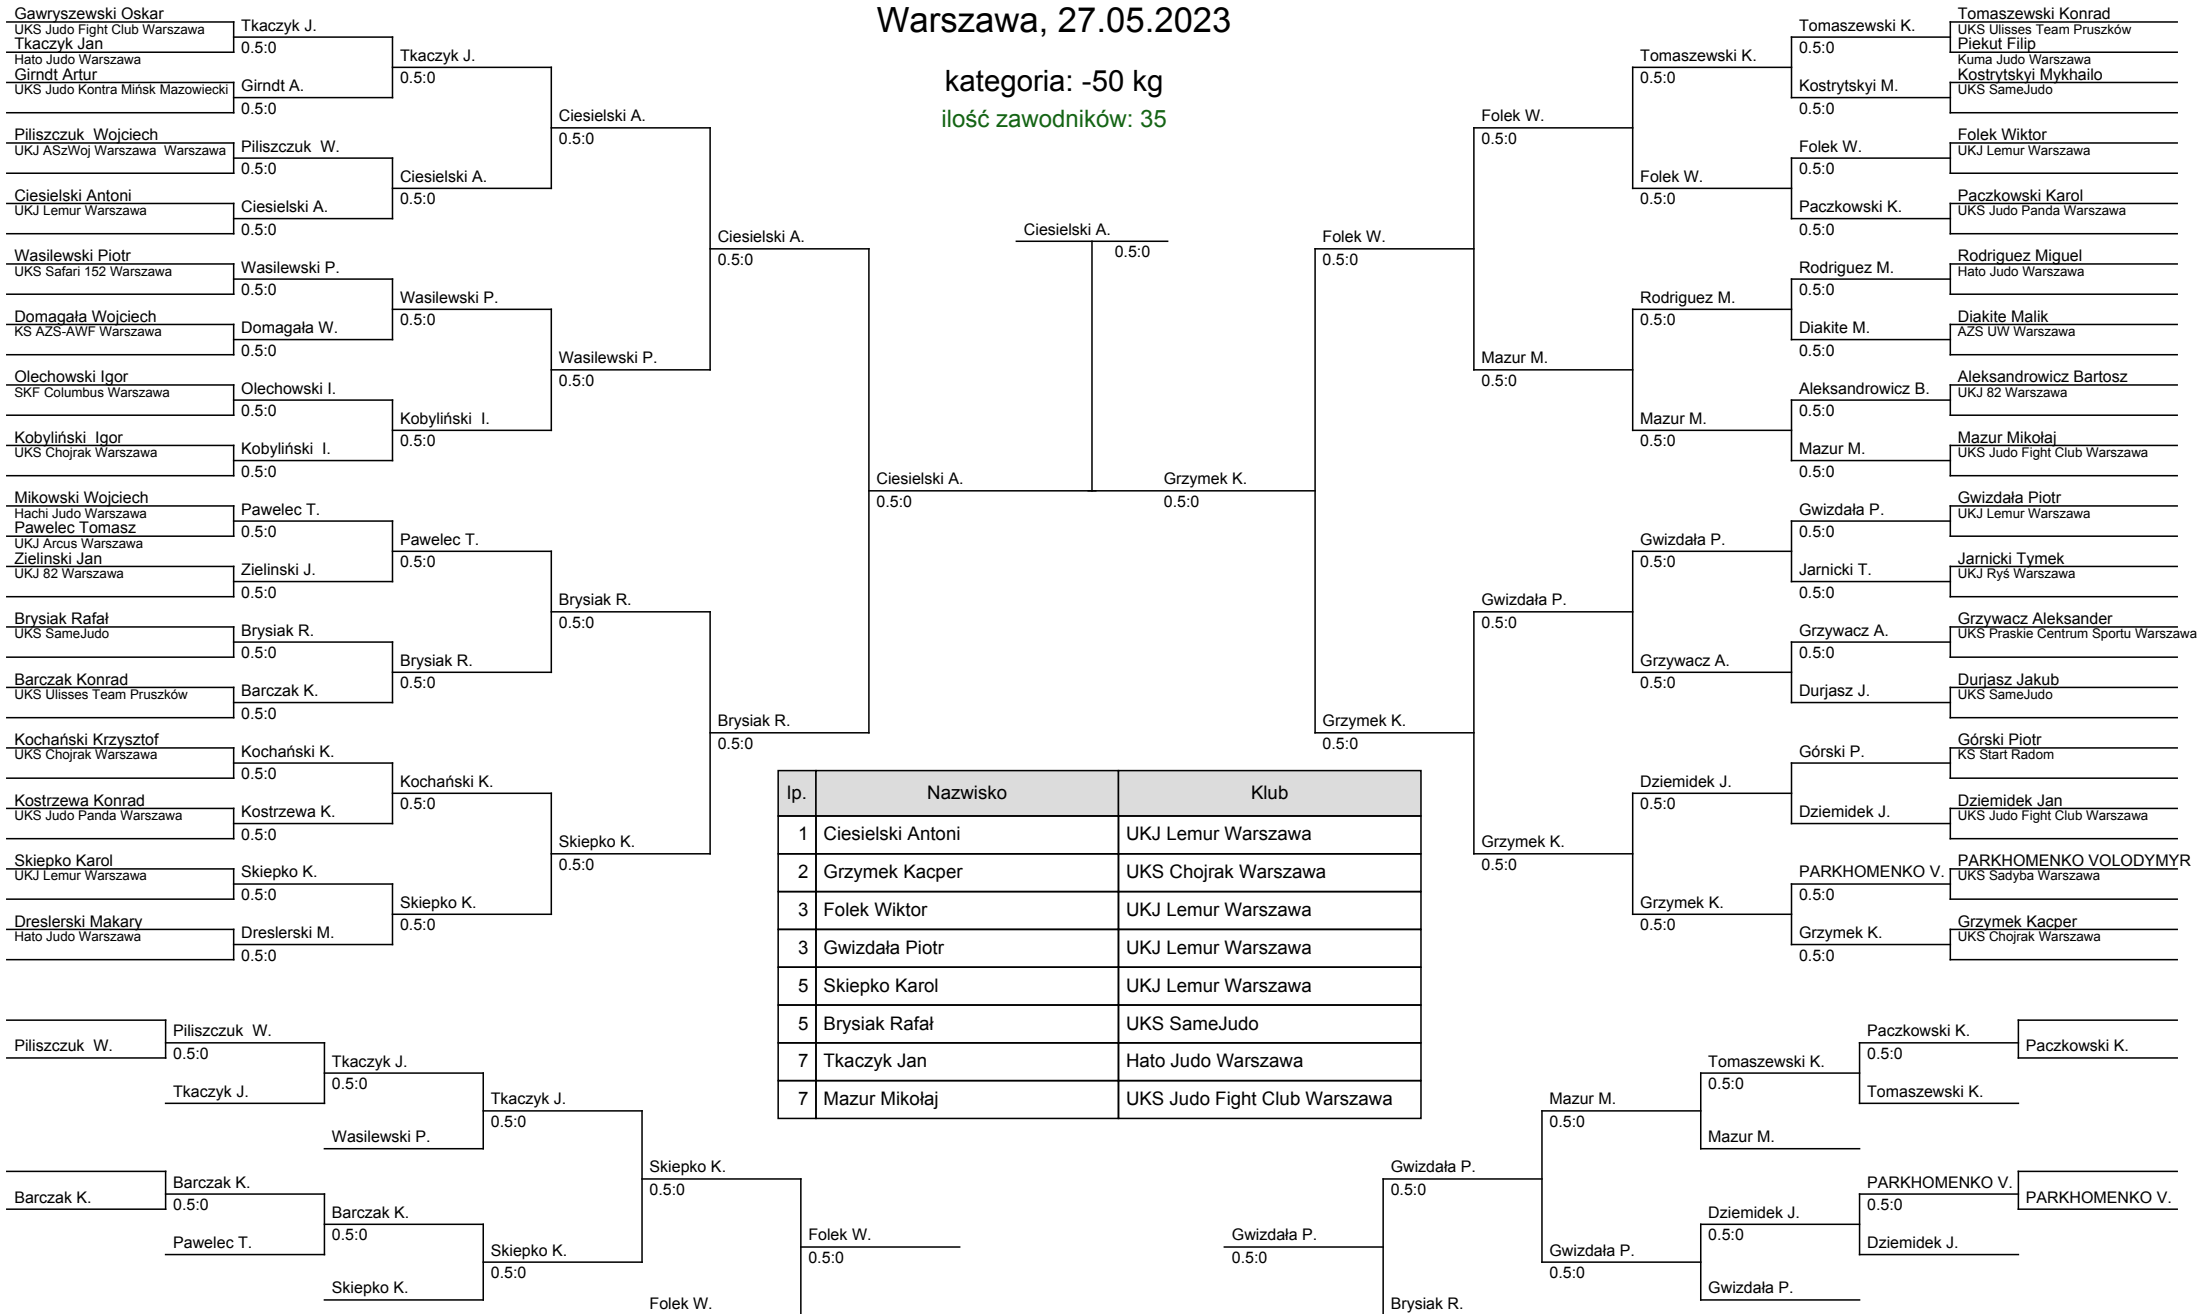 Warszawa, 27.05.2023
kategoria: -50 kg
ilość zawodników: 35
Gawryszewski Oskar
UKS Judo Fight Club Warszawa
Tkaczyk Jan
Hato Judo Warszawa
Girndt Artur
UKS Judo Kontra Mińsk Mazowiecki
Piliszczuk  Wojciech
UKJ ASzWoj Warszawa  Warszawa
Ciesielski Antoni
UKJ Lemur Warszawa
Wasilewski Piotr
UKS Safari 152 Warszawa
Domagała Wojciech
KS AZS-AWF Warszawa
Olechowski Igor
SKF Columbus Warszawa
Kobyliński  Igor
UKS Chojrak Warszawa
Mikowski Wojciech
Hachi Judo Warszawa
Pawelec Tomasz
UKJ Arcus Warszawa
Zielinski Jan
UKJ 82 Warszawa
Brysiak Rafał
UKS SameJudo
Barczak Konrad
UKS Ulisses Team Pruszków
Kochański Krzysztof
UKS Chojrak Warszawa
Kostrzewa Konrad
UKS Judo Panda Warszawa
Skiepko Karol
UKJ Lemur Warszawa
Dreslerski Makary
Hato Judo Warszawa
Tkaczyk J.
0.5:0
Girndt A.
0.5:0
Piliszczuk  W.
0.5:0
Ciesielski A.
0.5:0
Wasilewski P.
0.5:0
Domagała W.
0.5:0
Olechowski I.
0.5:0
Kobyliński  I.
0.5:0
Pawelec T.
0.5:0
Zielinski J.
0.5:0
Brysiak R.
0.5:0
Barczak K.
0.5:0
Kochański K.
0.5:0
Kostrzewa K.
0.5:0
Skiepko K.
0.5:0
Dreslerski M.
0.5:0
Tkaczyk J.
0.5:0
Ciesielski A.
0.5:0
Wasilewski P.
0.5:0
Kobyliński  I.
0.5:0
Pawelec T.
0.5:0
Brysiak R.
0.5:0
Kochański K.
0.5:0
Skiepko K.
0.5:0
Ciesielski A.
0.5:0
Wasilewski P.
0.5:0
Brysiak R.
0.5:0
Skiepko K.
0.5:0
Ciesielski A.
0.5:0
Brysiak R.
0.5:0
Ciesielski A.
0.5:0
Ciesielski A.
0.5:0
Grzymek K.
0.5:0
Folek W.
0.5:0
Grzymek K.
0.5:0
Folek W.
0.5:0
Mazur M.
0.5:0
Gwizdała P.
0.5:0
Grzymek K.
0.5:0
Tomaszewski K.
0.5:0
Folek W.
0.5:0
Rodriguez M.
0.5:0
Mazur M.
0.5:0
Gwizdała P.
0.5:0
Grzywacz A.
0.5:0
Dziemidek J.
0.5:0
Grzymek K.
0.5:0
Tomaszewski K.
0.5:0
Kostrytskyi M.
0.5:0
Folek W.
0.5:0
Paczkowski K.
0.5:0
Rodriguez M.
0.5:0
Diakite M.
0.5:0
Aleksandrowicz B.
0.5:0
Mazur M.
0.5:0
Gwizdała P.
0.5:0
Jarnicki T.
0.5:0
Grzywacz A.
0.5:0
Durjasz J.
Górski P.
Dziemidek J.
PARKHOMENKO V.
0.5:0
Grzymek K.
0.5:0
Tomaszewski Konrad
UKS Ulisses Team Pruszków
Piekut Filip
Kuma Judo Warszawa
Kostrytskyi Mykhailo
UKS SameJudo
Folek Wiktor
UKJ Lemur Warszawa
Paczkowski Karol
UKS Judo Panda Warszawa
Rodriguez Miguel
Hato Judo Warszawa
Diakite Malik
AZS UW Warszawa
Aleksandrowicz Bartosz
UKJ 82 Warszawa
Mazur Mikołaj
UKS Judo Fight Club Warszawa
Gwizdała Piotr
UKJ Lemur Warszawa
Jarnicki Tymek
UKJ Ryś Warszawa
Grzywacz Aleksander
UKS Praskie Centrum Sportu Warszawa
Durjasz Jakub
UKS SameJudo
Górski Piotr
KS Start Radom
Dziemidek Jan
UKS Judo Fight Club Warszawa
PARKHOMENKO VOLODYMYR
UKS Sadyba Warszawa
Grzymek Kacper
UKS Chojrak Warszawa
lp. Nazwisko Klub
1 Ciesielski Antoni UKJ Lemur Warszawa
2 Grzymek Kacper UKS Chojrak Warszawa
3 Folek Wiktor UKJ Lemur Warszawa
3 Gwizdała Piotr UKJ Lemur Warszawa
5 Skiepko Karol UKJ Lemur Warszawa
5 Brysiak Rafał UKS SameJudo
7 Tkaczyk Jan Hato Judo Warszawa
7 Mazur Mikołaj UKS Judo Fight Club Warszawa
Piliszczuk  W.
Barczak K.
Piliszczuk  W.
0.5:0
Tkaczyk J.
Barczak K.
0.5:0
Pawelec T.
Tkaczyk J.
0.5:0
Wasilewski P.
Barczak K.
0.5:0
Skiepko K.
Tkaczyk J.
0.5:0
Skiepko K.
0.5:0
Skiepko K.
0.5:0
Folek W.
Folek W.
0.5:0
Gwizdała P.
0.5:0
Gwizdała P.
0.5:0
Brysiak R.
Mazur M.
0.5:0
Gwizdała P.
0.5:0
Tomaszewski K.
0.5:0
Mazur M.
Dziemidek J.
0.5:0
Gwizdała P.
Paczkowski K.
0.5:0
Tomaszewski K.
PARKHOMENKO V.
0.5:0
Dziemidek J.
Paczkowski K.
PARKHOMENKO V.